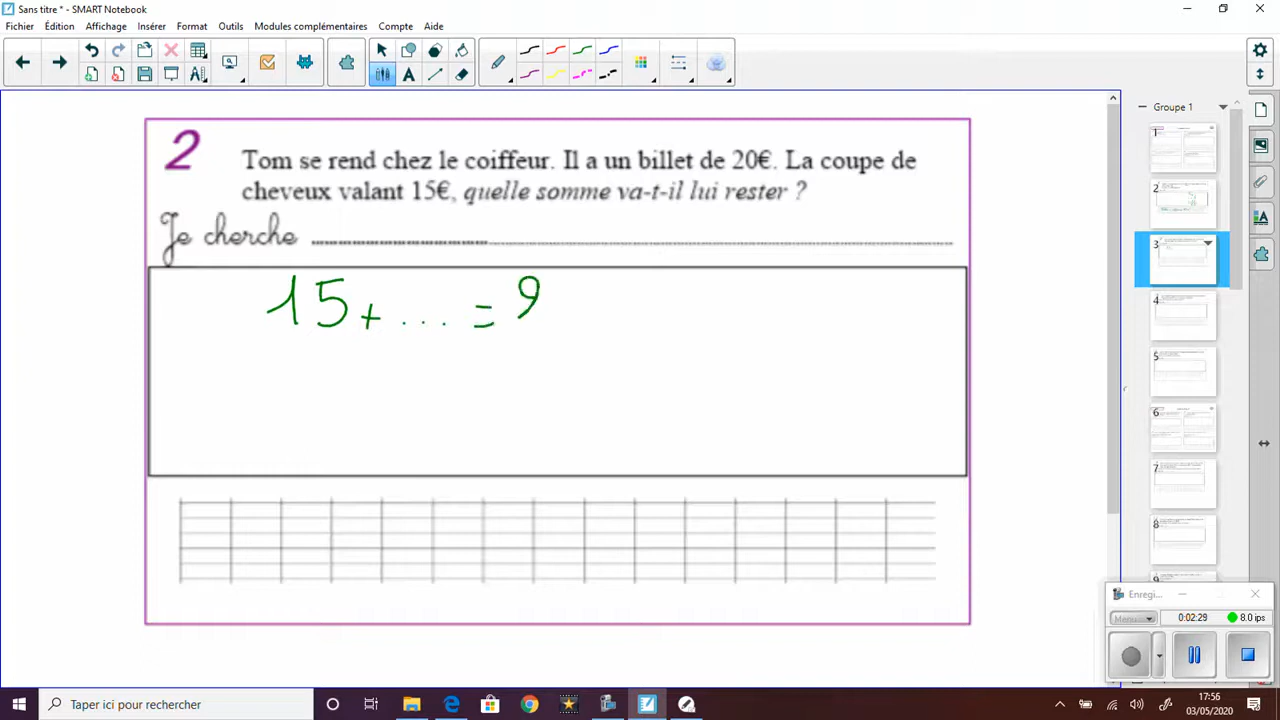 Sans titre * - SMART Notebook
Fichier Édition Affichage Insérer Format Outils Modules complémentaires Compte Aide
Groupe 1
2 Tom se rend chez le coiffeur. Il a un billet de 20€. La coupe de
cheveux valant 15€, quelle somme va-t-il lui rester ?
Je cherche ................................
15+ ... = 9
1
2
3
4
5
6
7
8
9
Enregi...
Menu
0:02:29 8.0 ips
Taper ici pour rechercher
17:56
03/05/2020